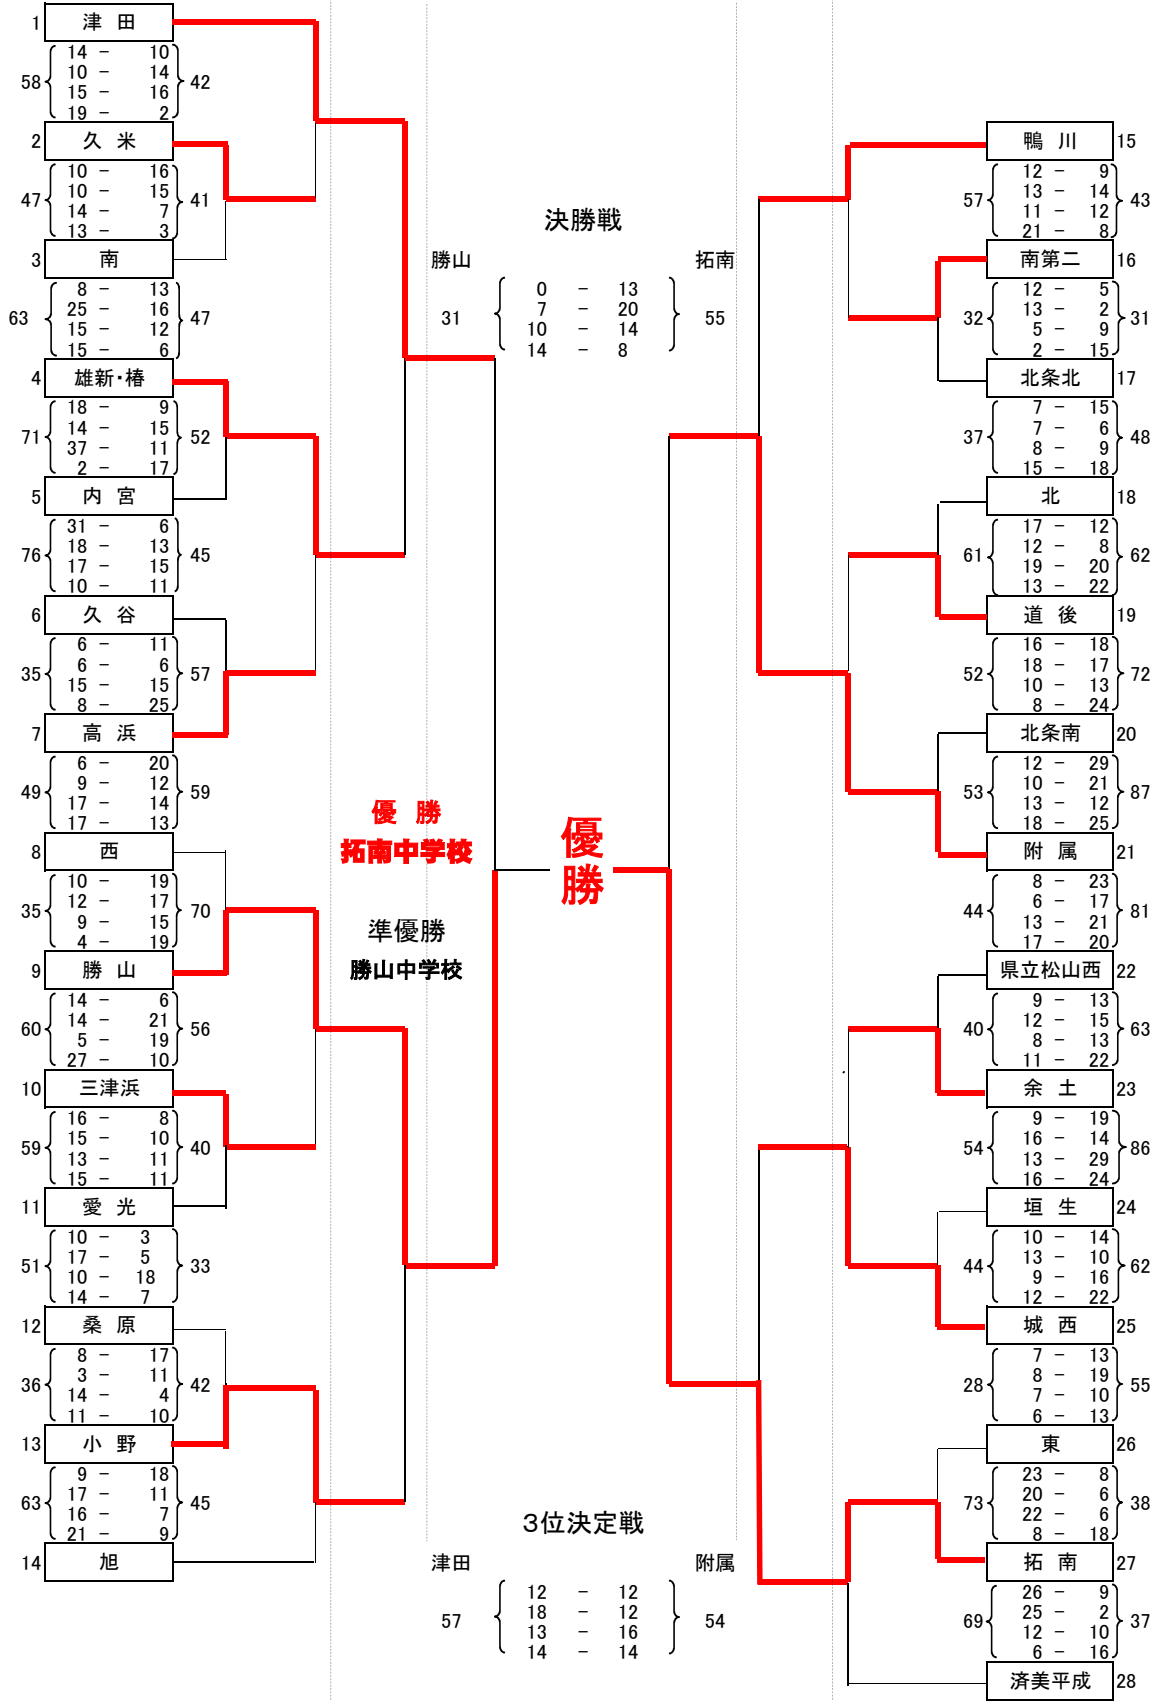 1 津 田
58 14 - 10 42
10 - 14
15 - 16
19 - 2
2 久 米
47 10 - 16 41
10 - 15
14 - 7
13 - 3
3 南
63 8 - 13 47
25 - 16
15 - 12
15 - 6
4 雄新・椿
71 18 - 9 52
14 - 15
37 - 11
2 - 17
5 内 宮
76 31 - 6 45
18 - 13
17 - 15
10 - 11
6 久 谷
35 6 - 11 57
6 - 6
15 - 15
8 - 25
7 高 浜
49 6 - 20 59
9 - 12
17 - 14
17 - 13
8 西
35 10 - 19 70
12 - 17
9 - 15
4 - 19
9 勝 山
60 14 - 6 56
14 - 21
5 - 19
27 - 10
10 三津浜
59 16 - 8 40
15 - 10
13 - 11
15 - 11
11 愛 光
51 10 - 3 33
17 - 5
10 - 18
14 - 7
12 桑 原
36 8 - 17 42
3 - 11
14 - 4
11 - 10
13 小 野
63 9 - 18 45
17 - 11
16 - 7
21 - 9
14 旭
決勝戦
勝山 拓南
31 0 - 13 55
7 - 20
10 - 14
14 - 8
優 勝
拓南中学校
準優勝
勝山中学校
優
勝
3位決定戦
津田 附属
57 12 - 12 54
18 - 12
13 - 16
14 - 14
鴨 川 15
57 12 - 9 43
13 - 14
11 - 12
21 - 8
南第二 16
32 12 - 5 31
13 - 2
5 - 9
2 - 15
北条北 17
37 7 - 15 48
7 - 6
8 - 9
15 - 18
北 18
61 17 - 12 62
12 - 8
19 - 20
13 - 22
道 後 19
52 16 - 18 72
18 - 17
10 - 13
8 - 24
北条南 20
53 12 - 29 87
10 - 21
13 - 12
18 - 25
附 属 21
44 8 - 23 81
6 - 17
13 - 21
17 - 20
県立松山西 22
40 9 - 13 63
12 - 15
8 - 13
11 - 22
余 土 23
54 9 - 19 86
16 - 14
13 - 29
16 - 24
垣 生 24
44 10 - 14 62
13 - 10
9 - 16
12 - 22
城 西 25
28 7 - 13 55
8 - 19
7 - 10
6 - 13
東 26
73 23 - 8 38
20 - 6
22 - 6
8 - 18
拓 南 27
69 26 - 9 37
25 - 2
12 - 10
6 - 16
済美平成 28